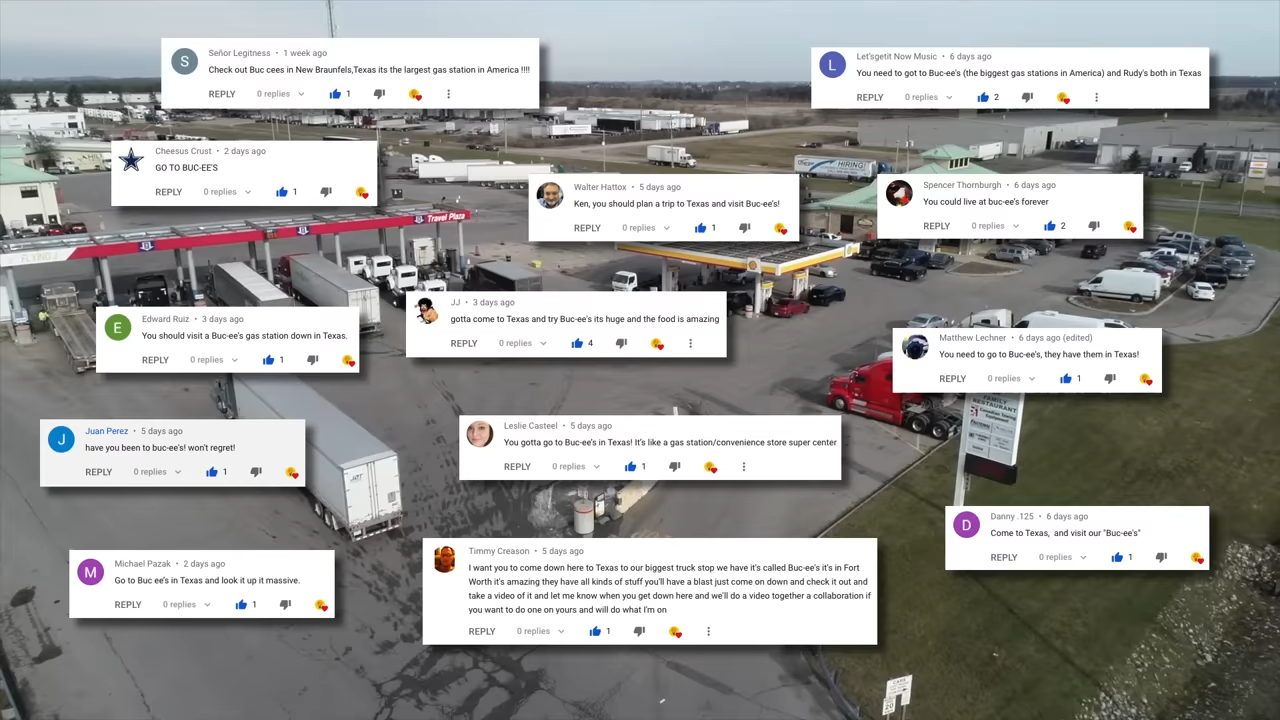 Señor Legitness • 1 week ago
Check out Buc cees in New Braunfels,Texas its the largest gas station in America !!!!
REPLY 0 replies 1
S
Let'sgetit Now Music • 6 days ago
You need to got to Buc-ee's (the biggest gas stations in America) and Rudy's both in Texas
REPLY 0 replies 2
L
Cheesus Crust • 2 days ago
GO TO BUC-EE'S
REPLY 0 replies 1
HIRING!
Walter Hattox • 5 days ago
Ken, you should plan a trip to Texas and visit Buc-ee's!
REPLY 0 replies 1
Spencer Thornburgh • 6 days ago
You could live at buc-ee's forever
REPLY 0 replies 2
Travel Plaza
FLYING J
JJ • 3 days ago
gotta come to Texas and try Buc-ee's its huge and the food is amazing
REPLY 0 replies 4
Edward Ruiz • 3 days ago
You should visit a Buc-ee's gas station down in Texas.
REPLY 0 replies 1
E
Matthew Lechner • 6 days ago (edited)
You need to go to Buc-ee's, they have them in Texas!
REPLY 0 replies 1
FAMILY
RESTAURANT
Juan Perez • 5 days ago
have you been to buc-ee's! won't regret!
REPLY 0 replies 1
J
Leslie Casteel • 5 days ago
You gotta go to Buc-ee's in Texas! It's like a gas station/convenience store super center
REPLY 0 replies 1
Danny .125 • 6 days ago
Come to Texas, and visit our "Buc-ee's"
REPLY 0 replies 1
D
Michael Pazak • 2 days ago
Go to Buc ee's in Texas and look it up it massive.
REPLY 0 replies 1
M
Timmy Creason • 5 days ago
I want you to come down here to Texas to our biggest truck stop we have it's called Buc-ee's it's in Fort
Worth it's amazing they have all kinds of stuff you'll have a blast just come on down and check it out and
take a video of it and let me know when you get down here and we'll do a video together a collaboration if
you want to do one on yours and will do what I'm on
REPLY 0 replies 1